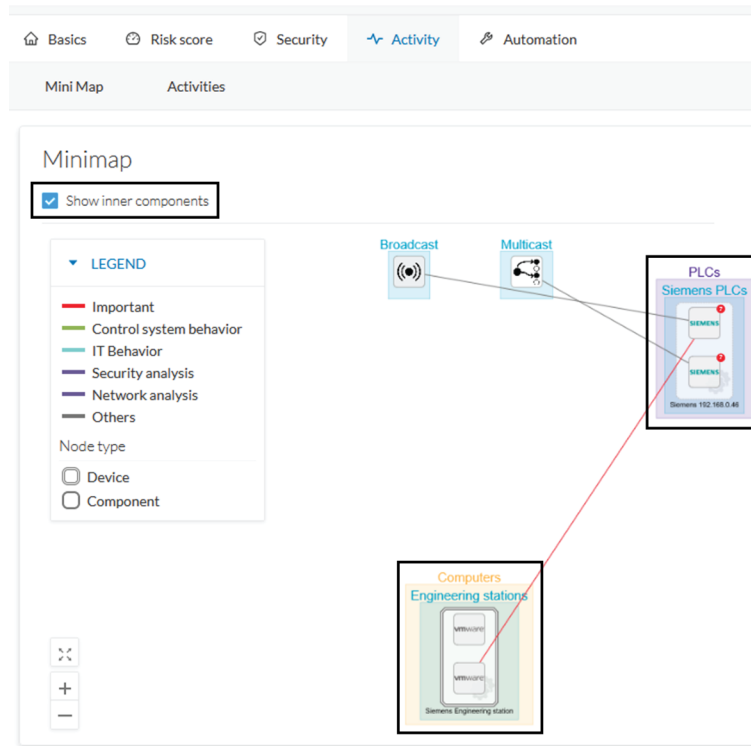 Basics Risk score Security Activity Automation
Mini Map Activities
Minimap
Show inner components
LEGEND
Important
Control system behavior
IT Behavior
Security analysis
Network analysis
Others
Node type
Device
Component
Broadcast Multicast
PLCs
Siemens PLCs
SIEMENS
7
SIEMENS
7
Siemens 192.168.0.46
Computers
Engineering stations
vmware
vmware
Siemens Engineering station